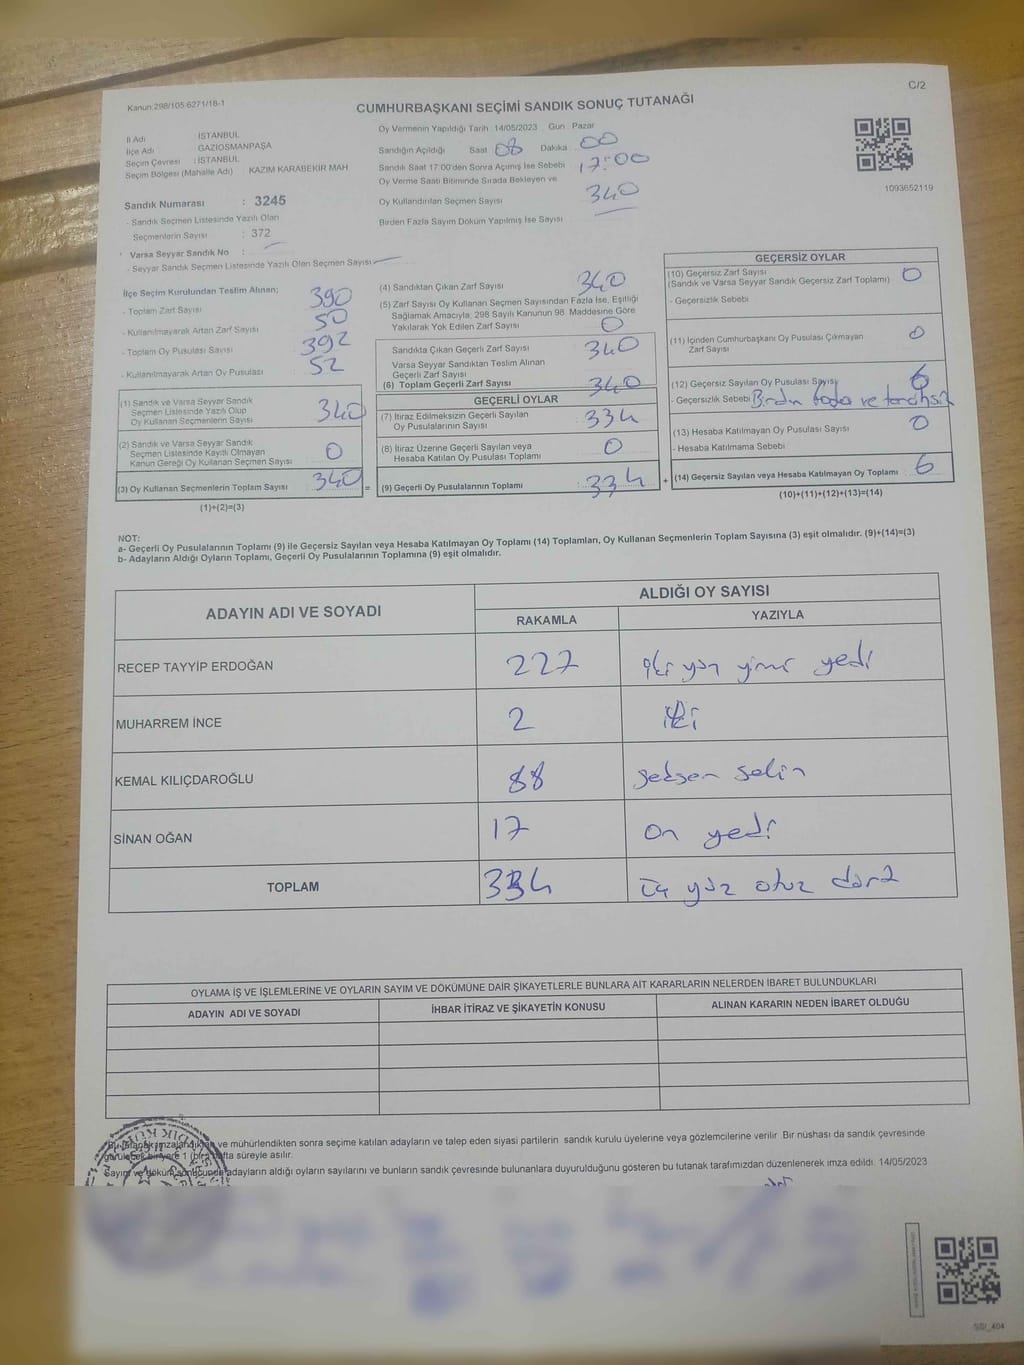 C/2
Kanun:298/105-6271/18-1
CUMHURBAŞKANI SEÇİMİ SANDIK SONUÇ TUTANAĞI
İl Adı : İSTANBUL
İlçe Adı GAZİOSMANPAŞA
Seçim Çevresi : İSTANBUL
Seçim Bölgesi (Mahalle Adı) KAZIM KARABEKİR MAH
Sandık Numarası : 3245
- Sandık Seçmen Listesinde Yazılı Olan
Seçmenlerin Sayısı : 372
Varsa Seyyar Sandık No :
- Seyyar Sandık Seçmen Listesinde Yazılı Olan Seçmen Sayısı
Oy Vermenin Yapıldığı Tarih 14/05/2023 Gün : Pazar
Sandığın Açıldığı Saat 08 Dakika : 00
Sandık Saat 17:00'den Sonra Açılmış İse Sebebi 17:00
Oy Verme Saati Bitiminde Sırada Bekleyen ve
Oy Kullandırılan Seçmen Sayısı 340
Birden Fazla Sayım Döküm Yapılmış İse Sayısı
1093652119
İlçe Seçim Kurulundan Teslim Alınan;
- Toplam Zarf Sayısı 390
- Kullanılmayarak Artan Zarf Sayısı 50
- Toplam Oy Pusulası Sayısı 392
- Kullanılmayarak Artan Oy Pusulası 52
(1) Sandık ve Varsa Seyyar Sandık
Seçmen Listesinde Yazılı Olup
Oy Kullanan Seçmenlerin Sayısı 340
(2) Sandık ve Varsa Seyyar Sandık
Seçmen Listesinde Kayıtlı Olmayan
Kanun Gereği Oy Kullanan Seçmen Sayısı 0
(3) Oy Kullanan Seçmenlerin Toplam Sayısı 340 =
(1)+(2)=(3)
(4) Sandıktan Çıkan Zarf Sayısı 340
(5) Zarf Sayısı Oy Kullanan Seçmen Sayısından Fazla İse, Eşitliği
Sağlamak Amacıyla, 298 Sayılı Kanunun 98. Maddesine Göre
Yakılarak Yok Edilen Zarf Sayısı 0
Sandıkta Çıkan Geçerli Zarf Sayısı 340
Varsa Seyyar Sandıktan Teslim Alınan
Geçerli Zarf Sayısı
(6) Toplam Geçerli Zarf Sayısı 340
GEÇERLİ OYLAR
(7) İtiraz Edilmeksizin Geçerli Sayılan
Oy Pusulalarının Sayısı 334
(8) İtiraz Üzerine Geçerli Sayılan veya
Hesaba Katılan Oy Pusulası Toplamı 0
(9) Geçerli Oy Pusulalarının Toplamı : 334 +
GEÇERSİZ OYLAR
(10) Geçersiz Zarf Sayısı
(Sandık ve Varsa Seyyar Sandık Geçersiz Zarf Toplamı) 0
- Geçersizlik Sebebi
(11) İçinden Cumhurbaşkanı Oy Pusulası Çıkmayan
Zarf Sayısı 0
(12) Geçersiz Sayılan Oy Pusulası Sayısı 6
- Geçersizlik Sebebi Birden fazla ve
(13) Hesaba Katılmayan Oy Pusulası Sayısı 0
- Hesaba Katılmama Sebebi
(14) Geçersiz Sayılan veya Hesaba Katılmayan Oy Toplamı : 6
(10)+(11)+(12)+(13)=(14)
NOT:
a- Geçerli Oy Pusulalarının Toplamı (9) ile Geçersiz Sayılan veya Hesaba Katılmayan Oy Toplamı (14) Toplamları, Oy Kullanan Seçmenlerin Toplam Sayısına (3) eşit olmalıdır. (9)+(14)=(3)
b- Adayların Aldığı Oyların Toplamı, Geçerli Oy Pusulalarının Toplamına (9) eşit olmalıdır.
ADAYIN ADI VE SOYADI ALDIĞI OY SAYISI
RAKAMLA YAZIYLA
RECEP TAYYİP ERDOĞAN 227 iki yüz yirmi yedi
MUHARREM İNCE 2 iki
KEMAL KILIÇDAROĞLU 88 seksen sekin
SİNAN OĞAN 17 on yedi
TOPLAM 334 üç yüz otuz dört
OYLAMA İŞ VE İŞLEMLERİNE VE OYLARIN SAYIM VE DÖKÜMÜNE DAİR ŞİKAYETLERLE BUNLARA AİT KARARLARIN NELERDEN İBARET BULUNDUKLARI
ADAYIN ADI VE SOYADI İHBAR İTİRAZ VE ŞİKAYETİN KONUSU ALINAN KARARIN NEDEN İBARET OLDUĞU
Bu tutanak imzalandıktan ve mühürlendikten sonra seçime katılan adayların ve talep eden siyasi partilerin sandık kurulu üyelerine veya gözlemcilerine verilir Bir nüshası da sandık çevresinde
görülecek bir yere 1 (bir) hafta süreyle asılır.
Sayım ve döküm sonucunda adayların aldığı oyların sayılarını ve bunların sandık çevresinde bulunanlara duyurulduğunu gösteren bu tutanak tarafımızdan düzenlenerek imza edildi. 14/05/2023